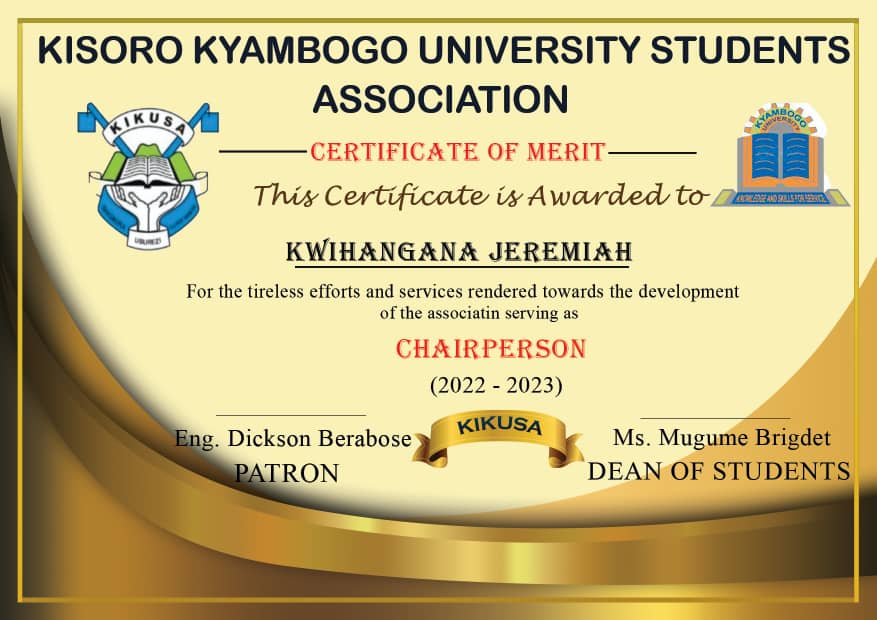 KISORO KYAMBOGO UNIVERSITY STUDENTS
ASSOCIATION
KIKUSA
UBUREZI
KYAMBOGO
UNIVERSITY
KNOWLEDGE AND SKILLS FOR SERVICE
CERTIFICATE OF MERIT
This Certificate is Awarded to
KWIHANGANA JEREMIAH
For the tireless efforts and services rendered towards the development
of the associatin serving as
CHAIRPERSON
(2022 - 2023)
Eng. Dickson Berabose
PATRON
KIKUSA
Ms. Mugume Brigdet
DEAN OF STUDENTS